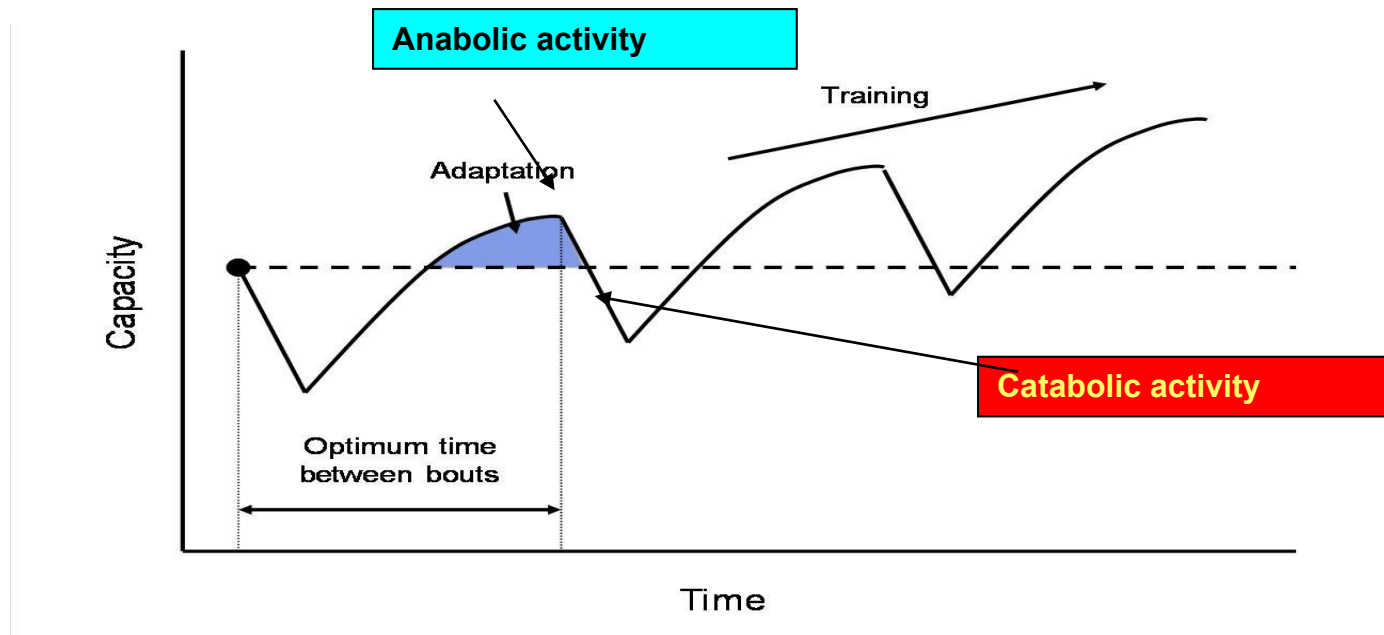 Anabolic activity
Training
Adaptation
Capacity
Catabolic activity
Optimum time
between bouts
Time